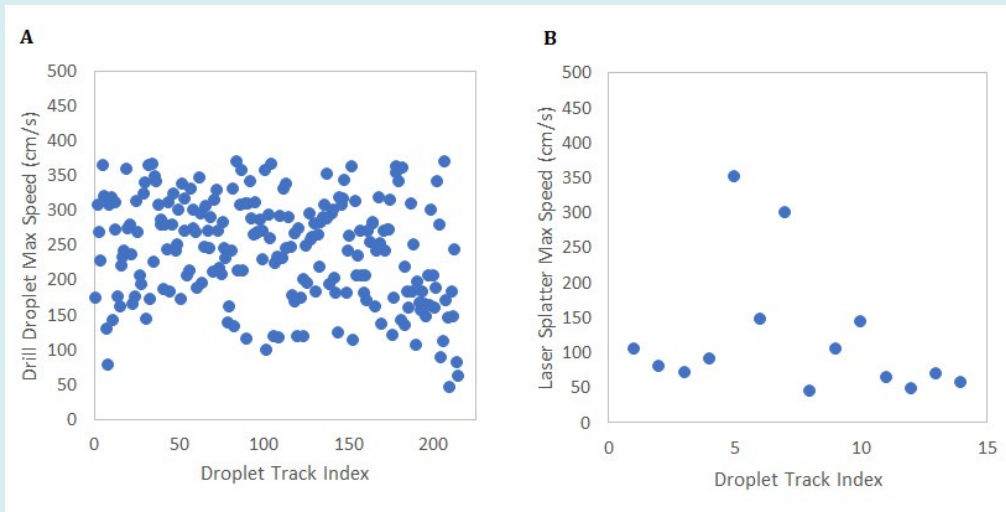 A
Drill Droplet Max Speed (cm/s)
500
450
400
350
300
250
200
150
100
50
0
0 50 100 150 200
Droplet Track Index
B
Laser Splatter Max Speed (cm/s)
500
450
400
350
300
250
200
150
100
50
0
0 5 10 15
Droplet Track Index